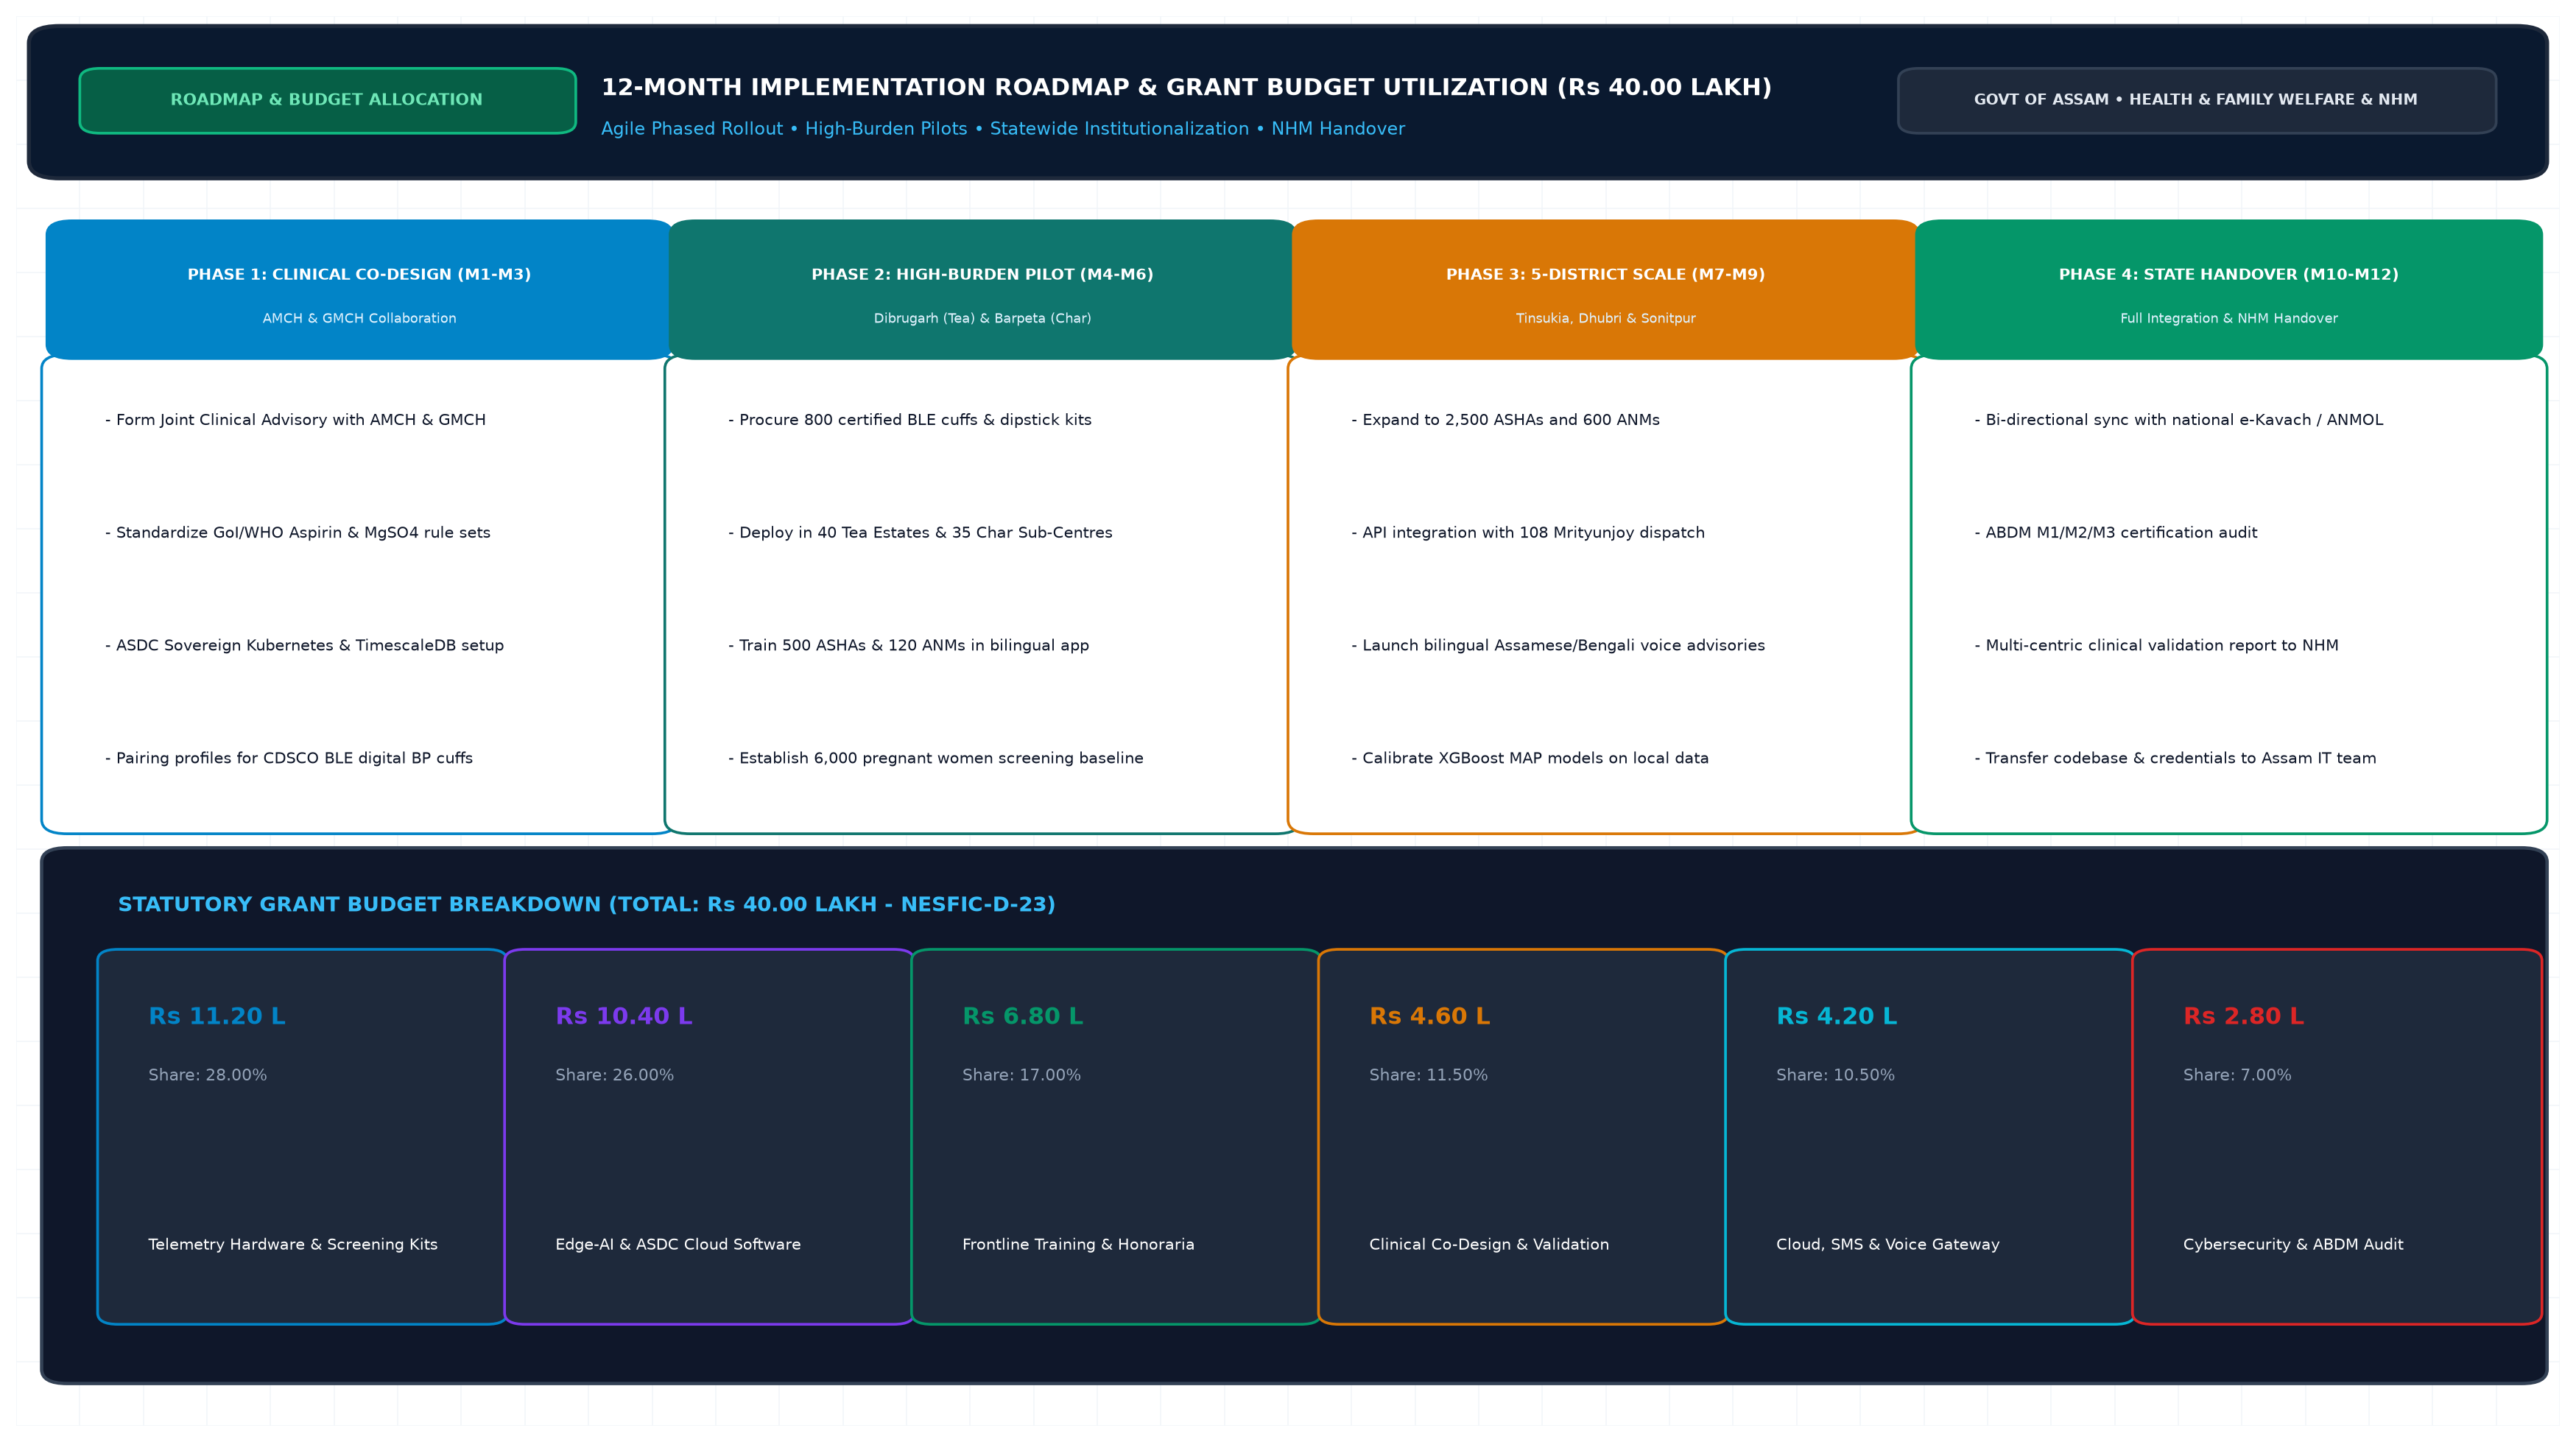 ROADMAP & BUDGET ALLOCATION
12-MONTH IMPLEMENTATION ROADMAP & GRANT BUDGET UTILIZATION (Rs 40.00 LAKH)
Agile Phased Rollout • High-Burden Pilots • Statewide Institutionalization • NHM Handover
GOVT OF ASSAM • HEALTH & FAMILY WELFARE & NHM
PHASE 1: CLINICAL CO-DESIGN (M1-M3)
AMCH & GMCH Collaboration
- Form Joint Clinical Advisory with AMCH & GMCH
- Standardize GoI/WHO Aspirin & MgSO4 rule sets
- ASDC Sovereign Kubernetes & TimescaleDB setup
- Pairing profiles for CDSCO BLE digital BP cuffs
PHASE 2: HIGH-BURDEN PILOT (M4-M6)
Dibrugarh (Tea) & Barpeta (Char)
- Procure 800 certified BLE cuffs & dipstick kits
- Deploy in 40 Tea Estates & 35 Char Sub-Centres
- Train 500 ASHAs & 120 ANMs in bilingual app
- Establish 6,000 pregnant women screening baseline
PHASE 3: 5-DISTRICT SCALE (M7-M9)
Tinsukia, Dhubri & Sonitpur
- Expand to 2,500 ASHAs and 600 ANMs
- API integration with 108 Mrityunjoy dispatch
- Launch bilingual Assamese/Bengali voice advisories
- Calibrate XGBoost MAP models on local data
PHASE 4: STATE HANDOVER (M10-M12)
Full Integration & NHM Handover
- Bi-directional sync with national e-Kavach / ANMOL
- ABDM M1/M2/M3 certification audit
- Multi-centric clinical validation report to NHM
- Transfer codebase & credentials to Assam IT team
STATUTORY GRANT BUDGET BREAKDOWN (TOTAL: Rs 40.00 LAKH - NESFIC-D-23)
Rs 11.20 L
Share: 28.00%
Telemetry Hardware & Screening Kits
Rs 10.40 L
Share: 26.00%
Edge-AI & ASDC Cloud Software
Rs 6.80 L
Share: 17.00%
Frontline Training & Honoraria
Rs 4.60 L
Share: 11.50%
Clinical Co-Design & Validation
Rs 4.20 L
Share: 10.50%
Cloud, SMS & Voice Gateway
Rs 2.80 L
Share: 7.00%
Cybersecurity & ABDM Audit